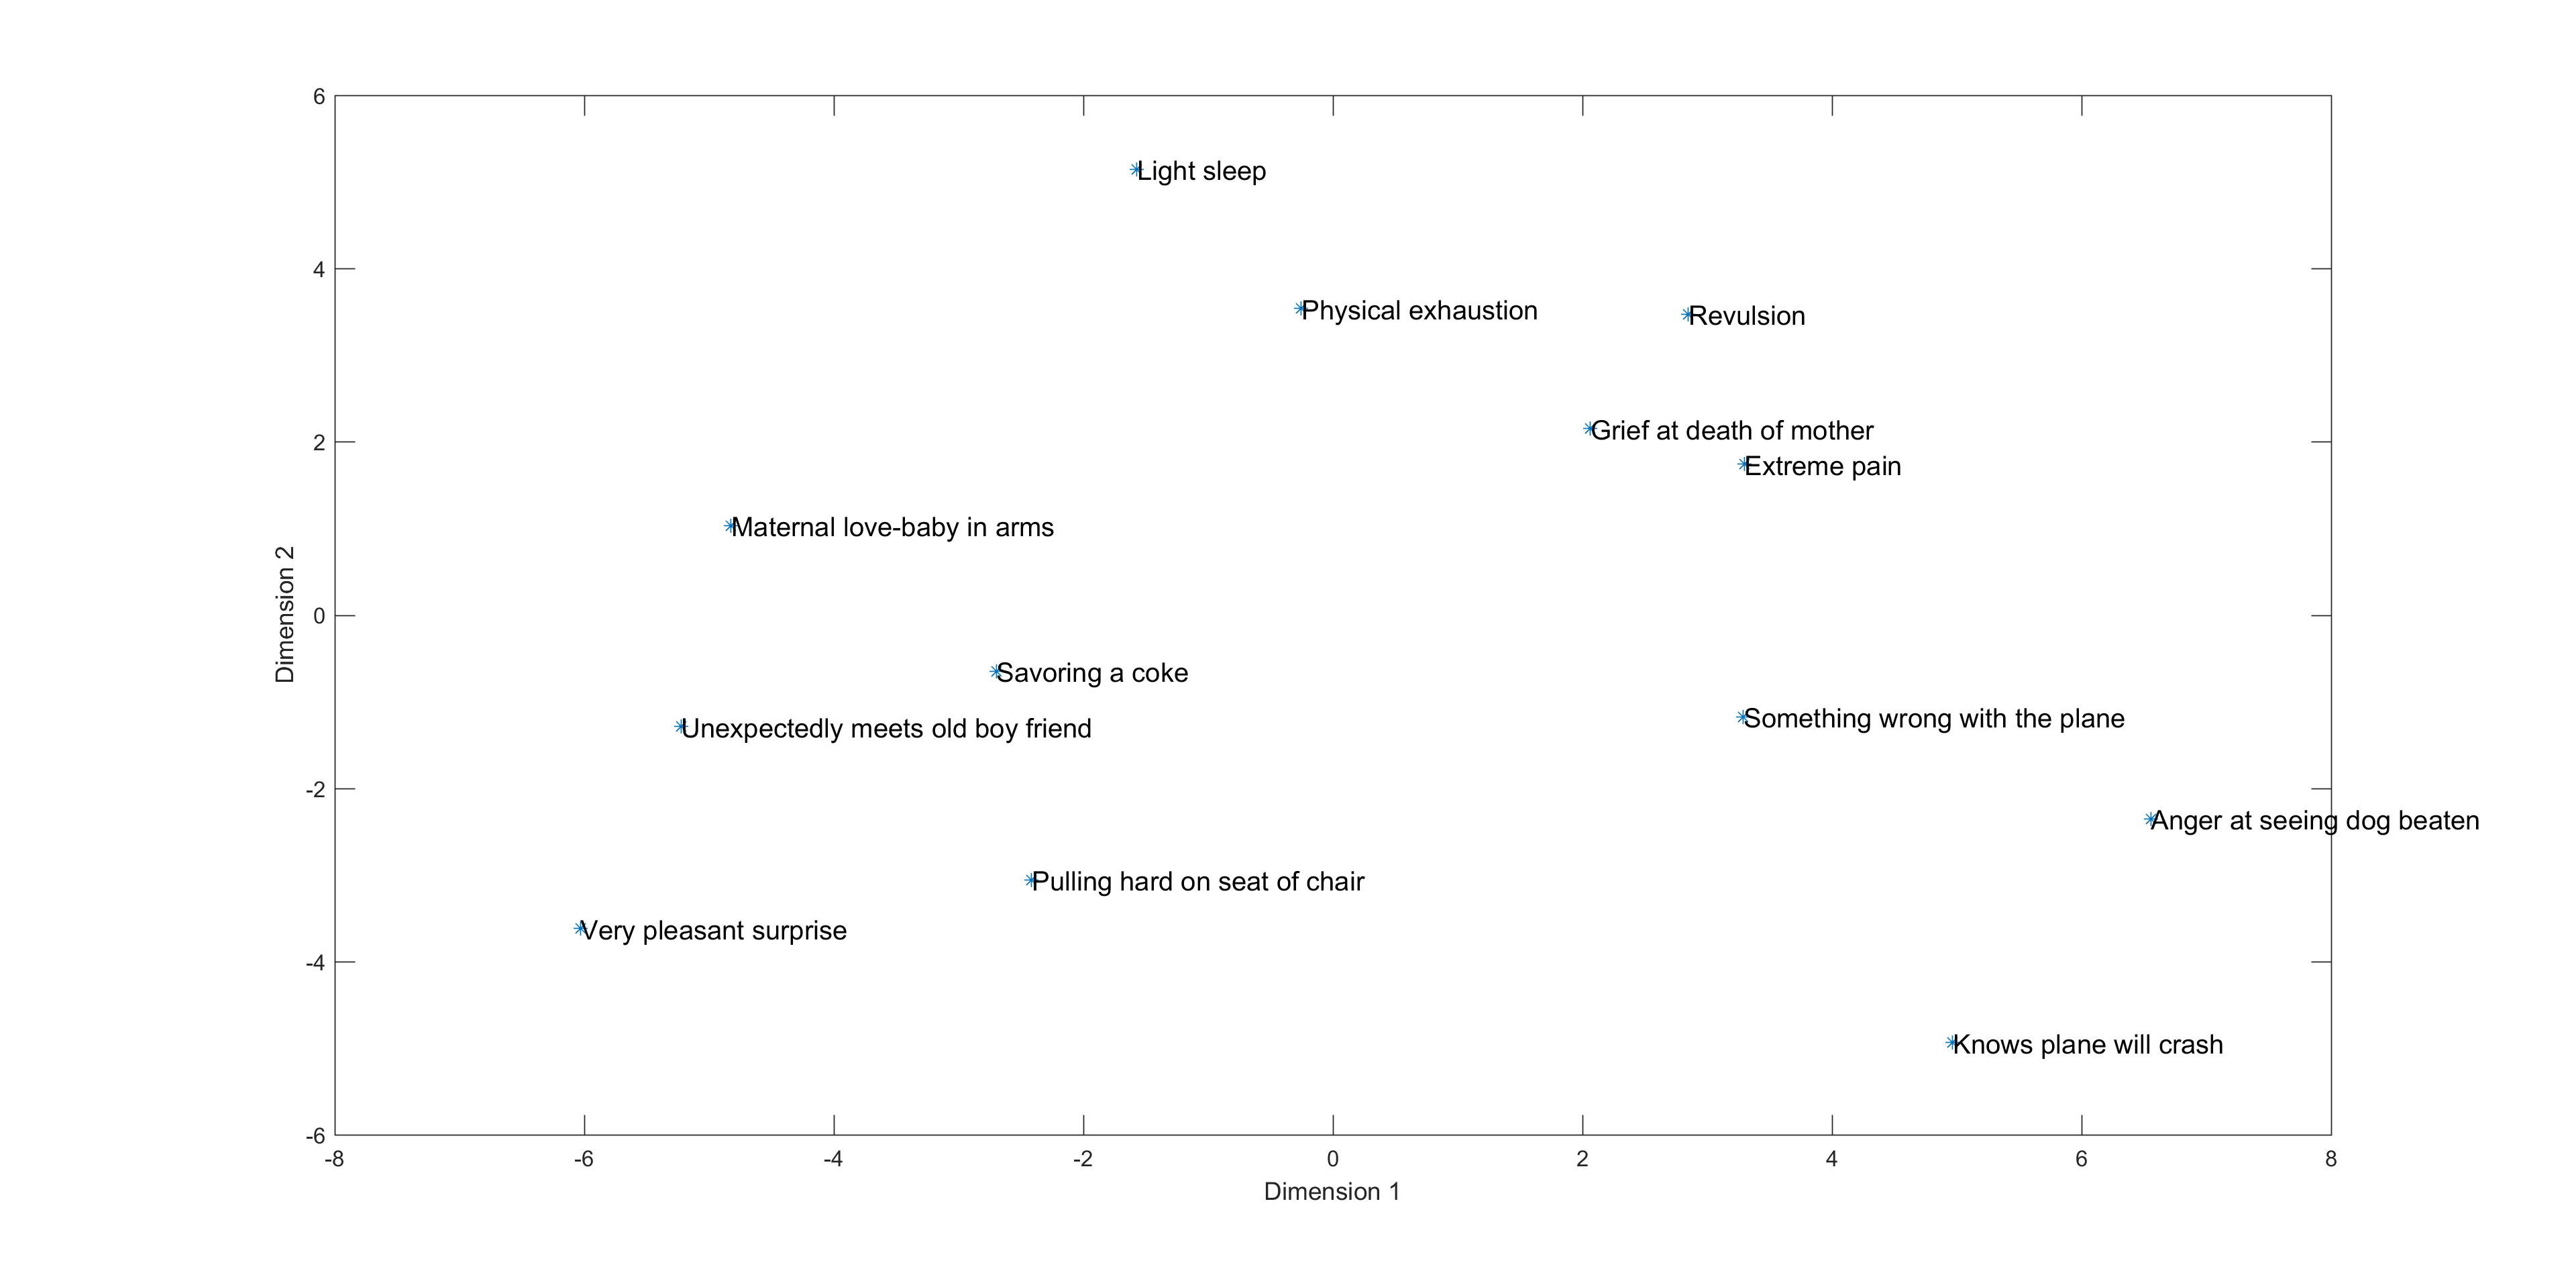 6
Light sleep
4
Physical exhaustion
Revulsion
2
Grief at death of mother
Extreme pain
Maternal love-baby in arms
Dimension 2
0
Savoring a coke
Something wrong with the plane
Unexpectedly meets old boy friend
-2
Anger at seeing dog beaten
Pulling hard on seat of chair
Very pleasant surprise
-4
Knows plane will crash
-6
-8 -6 -4 -2 0 2 4 6 8
Dimension 1